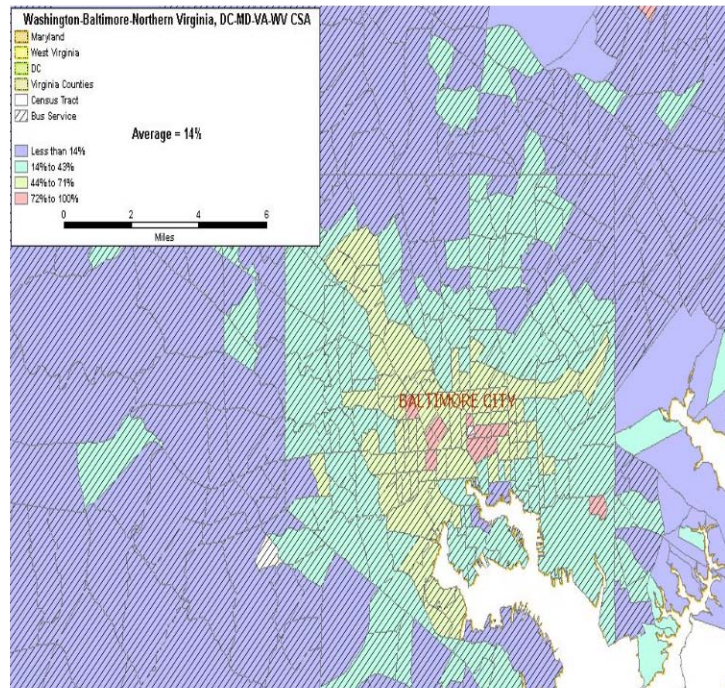 Washington-Baltimore-Northern Virginia, DC-MD-VA-WV CSA
Maryland
West Virginia
DC
Virginia Counties
Census Tract
Bus Service
Average = 14%
Less than 14%
14% to 43%
44% to 71%
72% to 100%
0 2 4 6
Miles
BALTIMORE CITY